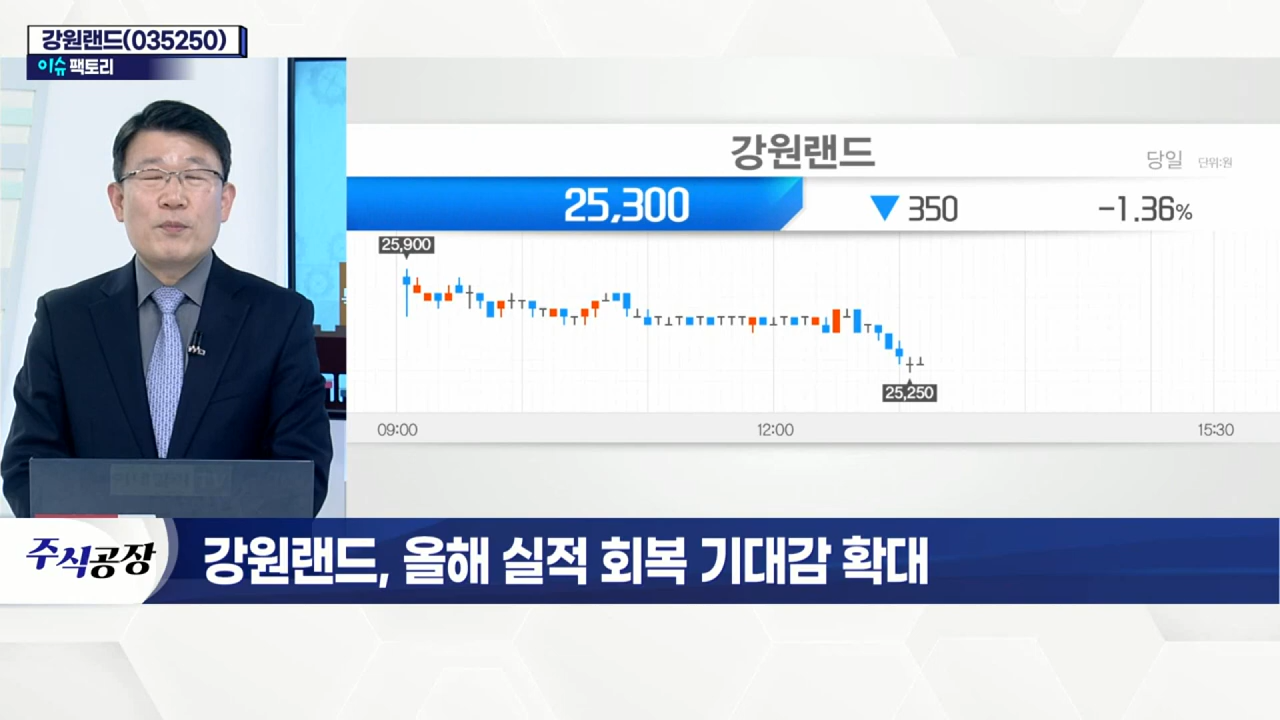 강원랜드(035250)
이슈 팩토리
강원랜드
당일 단위:원
25,300 ▼ 350 -1.36%
25,900
25,250
09:00 12:00 15:30
주식공장
강원랜드, 올해 실적 회복 기대감 확대